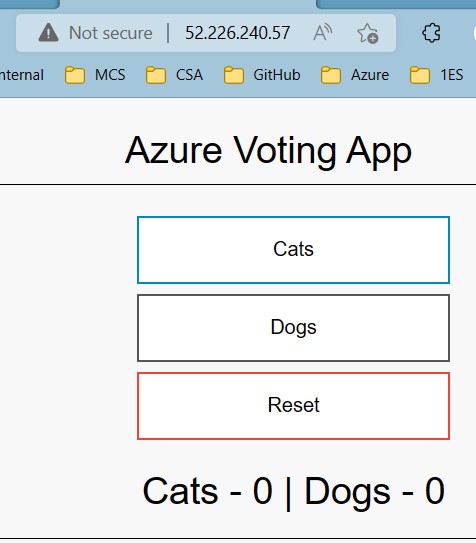 Not secure | 52.226.240.57 A
nternal MCS CSA GitHub Azure 1ES
Azure Voting App
Cats
Dogs
Reset
Cats - 0 | Dogs - 0